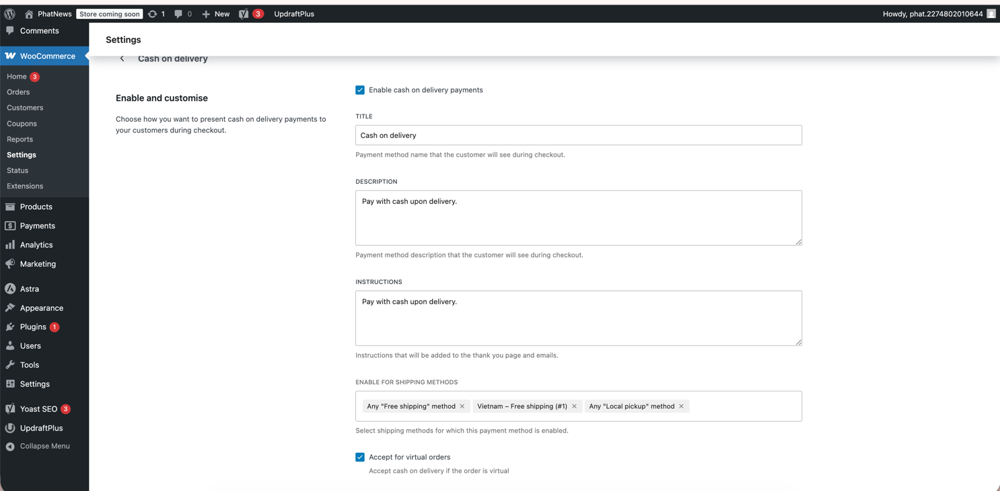 PhatNews Store coming soon 1 0 New 3 UpdraftPlus Howdy, phat.2274802010644
Comments
WooCommerce
Home 3
Orders
Customers
Coupons
Reports
Settings
Status
Extensions
Products
Payments
Analytics
Marketing
Astra
Appearance
Plugins 1
Users
Tools
Settings
Yoast SEO 3
UpdraftPlus
Collapse Menu
Settings
Cash on delivery
Enable and customise
Choose how you want to present cash on delivery payments to
your customers during checkout.
Enable cash on delivery payments
TITLE
Cash on delivery
Payment method name that the customer will see during checkout.
DESCRIPTION
Pay with cash upon delivery.
Payment method description that the customer will see during checkout.
INSTRUCTIONS
Pay with cash upon delivery.
Instructions that will be added to the thank you page and emails.
ENABLE FOR SHIPPING METHODS
Any "Free shipping" method × Vietnam – Free shipping (#1) × Any "Local pickup" method ×
Select shipping methods for which this payment method is enabled.
Accept for virtual orders
Accept cash on delivery if the order is virtual